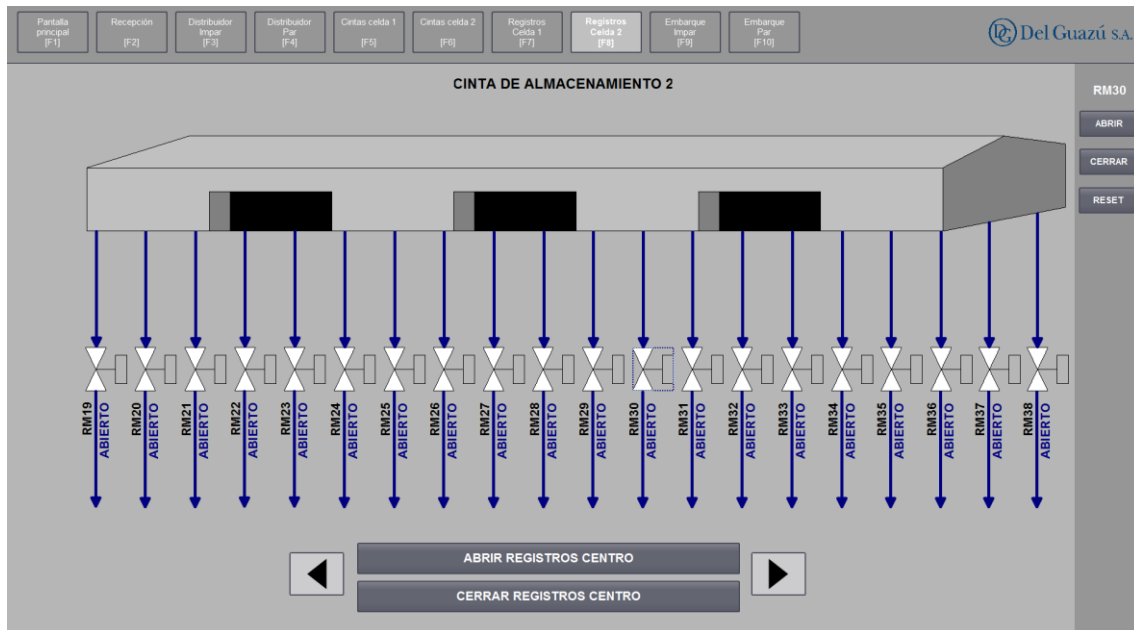 Pantalla
principal
[F1]
Recepción
[F2]
Distribuidor
Impar
[F3]
Distribuidor
Par
[F4]
Cintas celda 1
[F5]
Cintas celda 2
[F6]
Registros
Celda 1
[F7]
Registros
Celda 2
[F8]
Embarque
Impar
[F9]
Embarque
Par
[F10]
DG Del Guazú S.A.
CINTA DE ALMACENAMIENTO 2
RM30
ABRIR
CERRAR
RESET
RM19
ABIERTO
RM20
ABIERTO
RM21
ABIERTO
RM22
ABIERTO
RM23
ABIERTO
RM24
ABIERTO
RM25
ABIERTO
RM26
ABIERTO
RM27
ABIERTO
RM28
ABIERTO
RM29
ABIERTO
RM30
ABIERTO
RM31
ABIERTO
RM32
ABIERTO
RM33
ABIERTO
RM34
ABIERTO
RM35
ABIERTO
RM36
ABIERTO
RM37
ABIERTO
RM38
ABIERTO
ABRIR REGISTROS CENTRO
CERRAR REGISTROS CENTRO